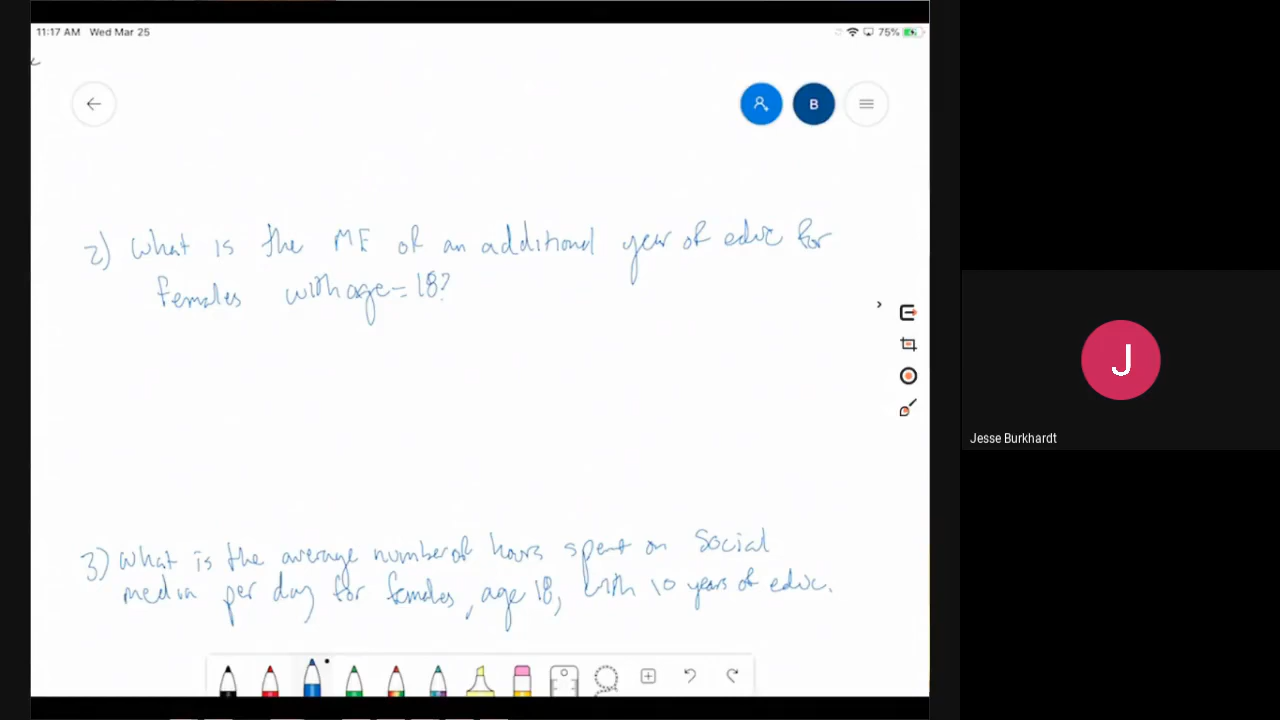 11:17 AM Wed Mar 25
75%
B
2) What is the ME of an additional year of educ for
females with age = 18?
J
Jesse Burkhardt
3) What is the average number of hours spent on Social
media per day for females, age 18, with 10 years of educ.